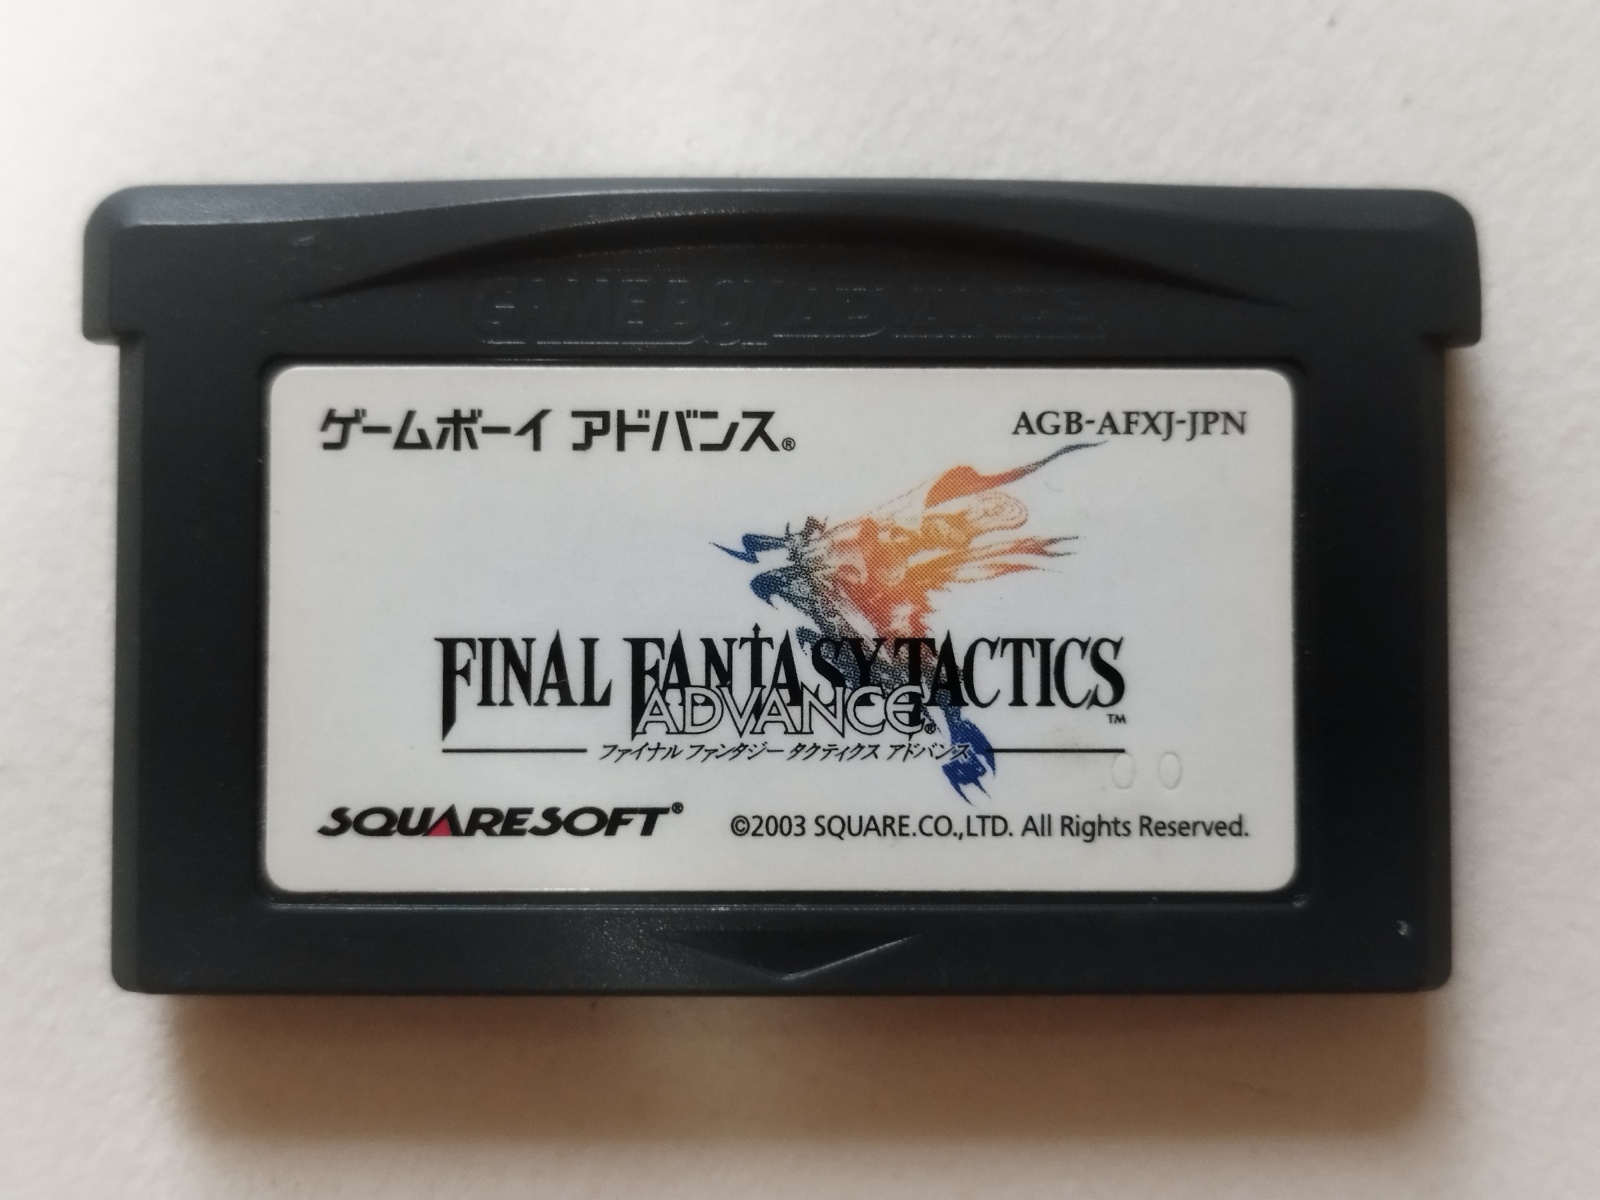 GAME BOY ADVANCE
ゲームボーイ アドバンス®
AGB-AFXJ-JPN
FINAL FANTASY TACTICS™
ADVANCE®
ファイナル ファンタジー タクティクス アドバンス
00
SQUARESOFT®
©2003 SQUARE.CO.,LTD. All Rights Reserved.